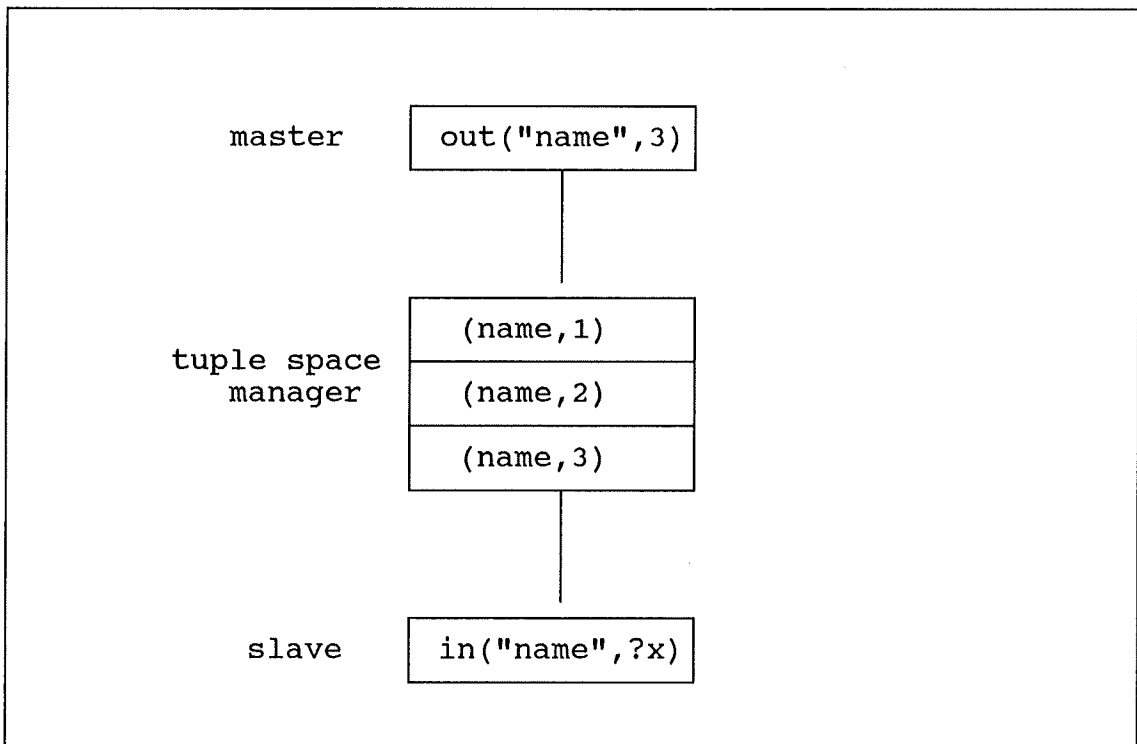 master out("name",3)
(name,1)
tuple space
manager
(name,2)
(name,3)
slave in("name",?x)